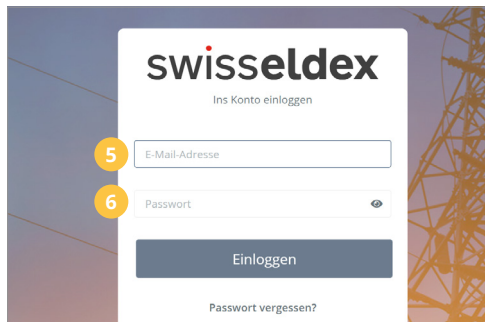 swisseldex
Ins Konto einloggen
5 E-Mail-Adresse
6 Passwort
Einloggen
Passwort vergessen?